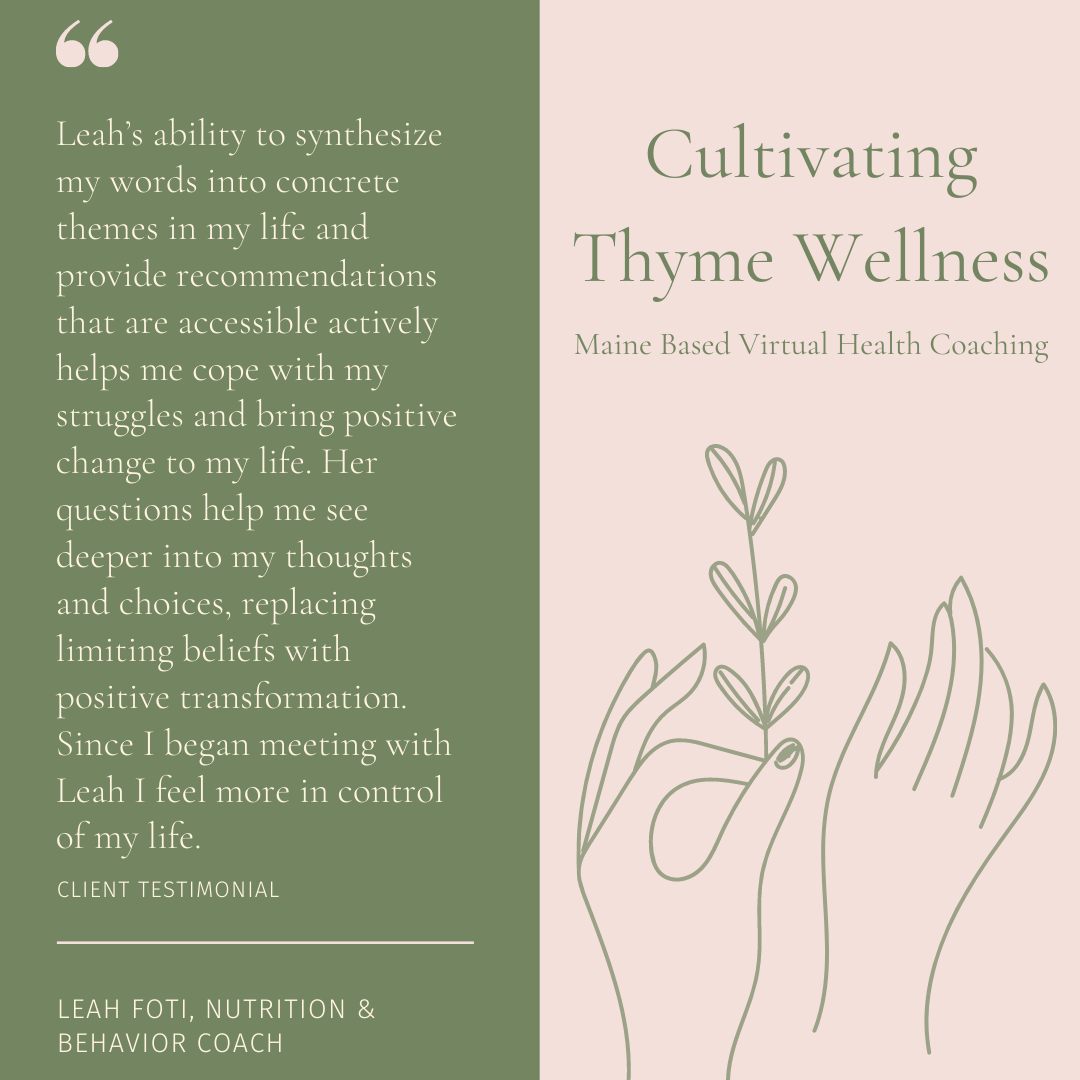 “
Leah’s ability to synthesize
my words into concrete
themes in my life and
provide recommendations
that are accessible actively
helps me cope with my
struggles and bring positive
change to my life. Her
questions help me see
deeper into my thoughts
and choices, replacing
limiting beliefs with
positive transformation.
Since I began meeting with
Leah I feel more in control
of my life.
CLIENT TESTIMONIAL
LEAH FOTI, NUTRITION &
BEHAVIOR COACH
Cultivating
Thyme Wellness
Maine Based Virtual Health Coaching